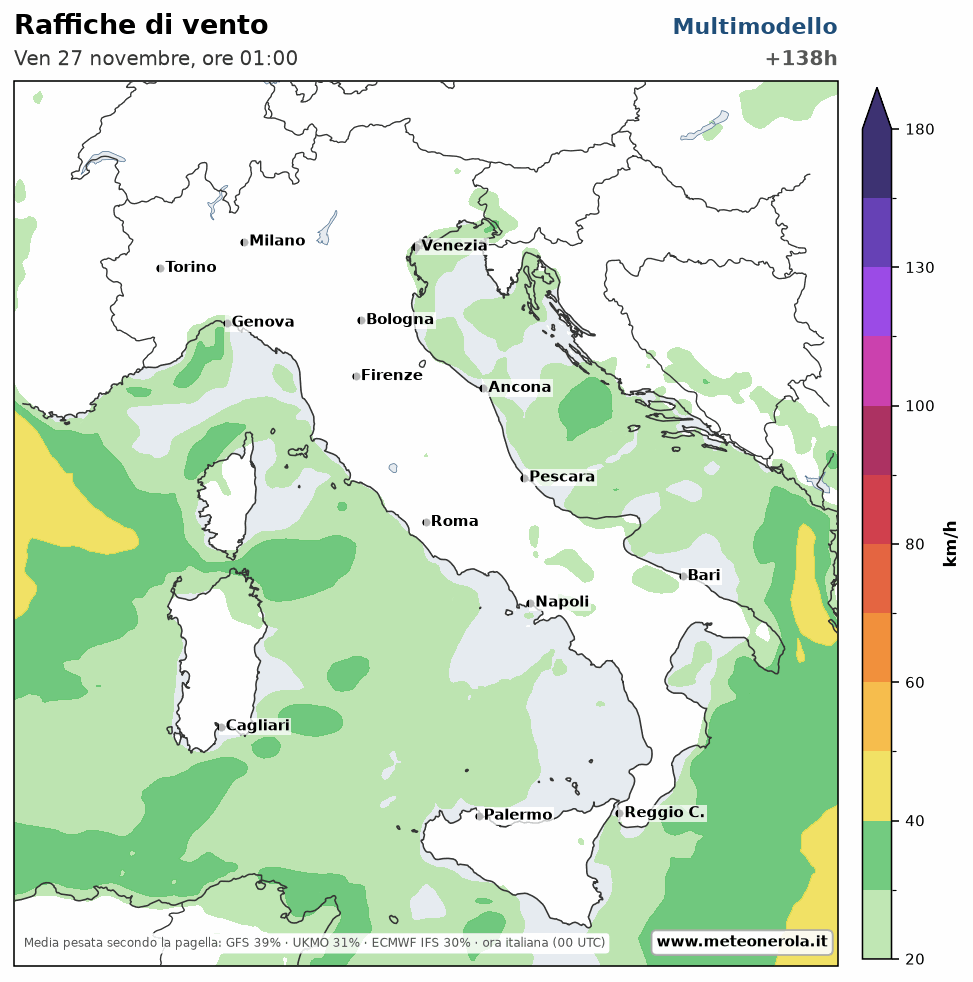 Raffiche di vento
Multimodello
Ven 27 novembre, ore 01:00
+138h
180
130
100
80
60
40
20
km/h
Milano
Venezia
Torino
Genova
Bologna
Firenze
Ancona
Pescara
Roma
Bari
Napoli
Cagliari
Palermo
Reggio C.
Media pesata secondo la pagella: GFS 39% · UKMO 31% · ECMWF IFS 30% · ora italiana (00 UTC)
www.meteonerola.it